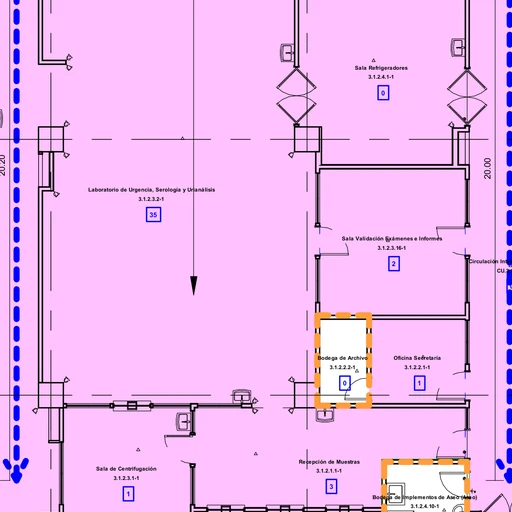 Sala Refrigeradores
3.1.2.4.1-1
0
20.20
20.00
Laboratorio de Urgencia, Serología y Urianálisis
3.1.2.3.2-1
35
Sala Validación Exámenes e Informes
3.1.2.3.16-1
2
Circulación Int
CU.
Bodega de Archivo
3.1.2.2.2-1
0
Oficina Secretaría
3.1.2.2.1-1
1
Sala de Centrifugación
3.1.2.3.1-1
1
Recepción de Muestras
3.1.2.1.1-1
3
Bodega de Implementos de Aseo (Aseo)
3.1.2.4.10-1